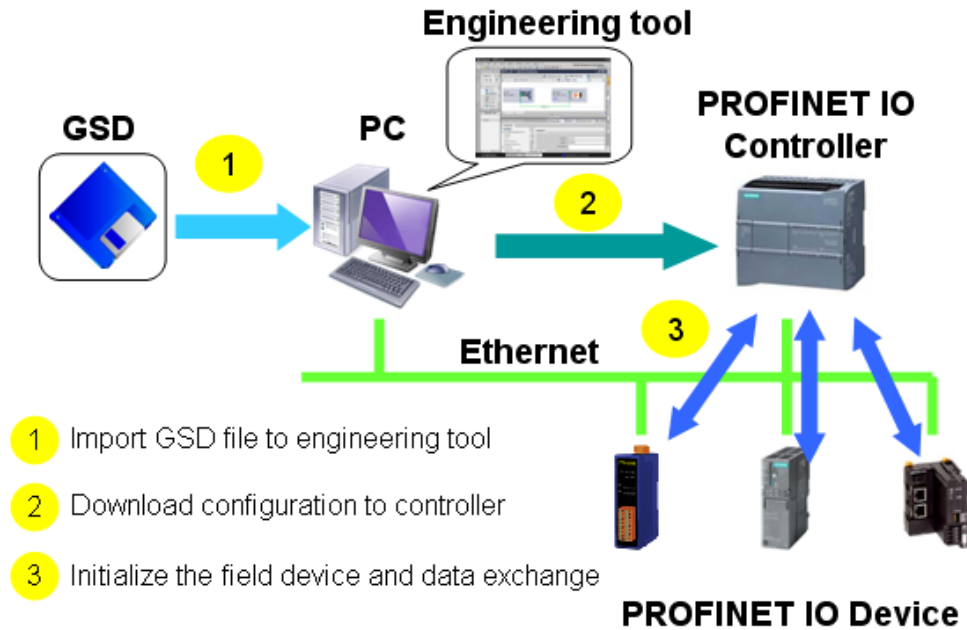 Engineering tool
GSD
PC
PROFINET IO
Controller
1
2
3
Ethernet
1 Import GSD file to engineering tool
2 Download configuration to controller
3 Initialize the field device and data exchange
PROFINET IO Device